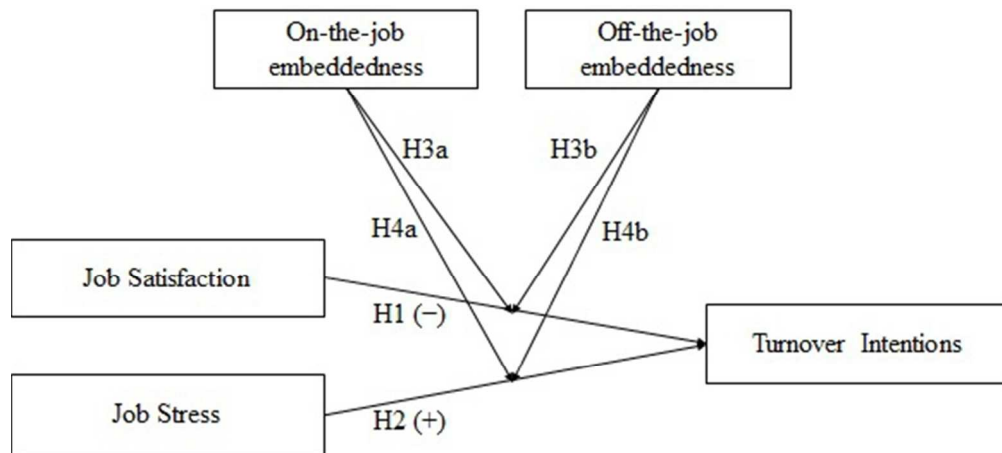 On-the-job
embeddedness
Off-the-job
embeddedness
H3a
H3b
H4a
H4b
Job Satisfaction
H1 (−)
Turnover Intentions
Job Stress
H2 (+)